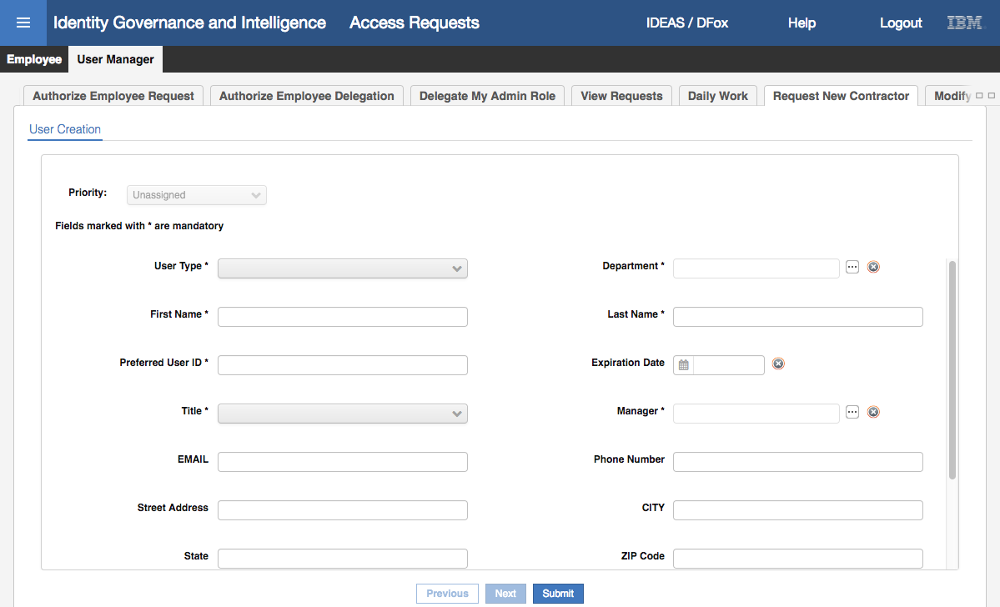 Identity Governance and Intelligence Access Requests IDEAS / DFox Help Logout IBM
Employee User Manager
Authorize Employee Request Authorize Employee Delegation Delegate My Admin Role View Requests Daily Work Request New Contractor Modify
User Creation
Priority: Unassigned
Fields marked with * are mandatory
User Type * Department *
First Name * Last Name *
Preferred User ID * Expiration Date
Title * Manager *
EMAIL Phone Number
Street Address CITY
State ZIP Code
Previous Next Submit